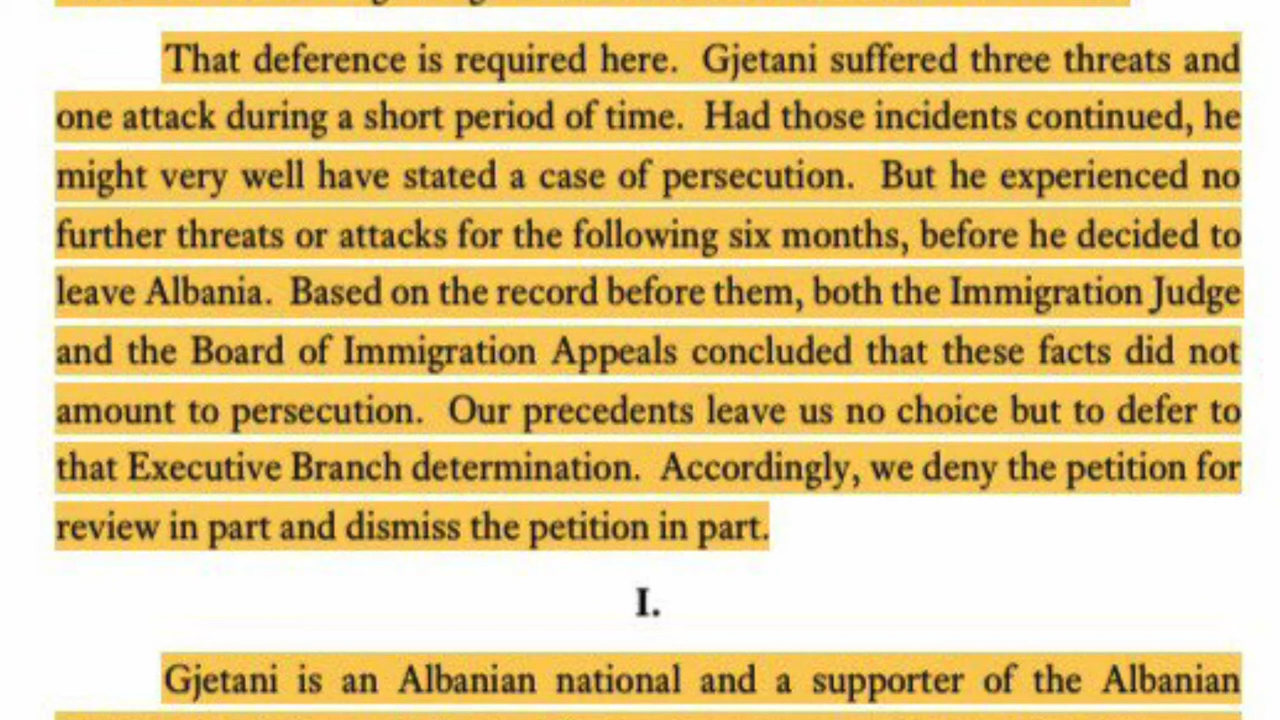 That deference is required here. Gjetani suffered three threats and
one attack during a short period of time. Had those incidents continued, he
might very well have stated a case of persecution. But he experienced no
further threats or attacks for the following six months, before he decided to
leave Albania. Based on the record before them, both the Immigration Judge
and the Board of Immigration Appeals concluded that these facts did not
amount to persecution. Our precedents leave us no choice but to defer to
that Executive Branch determination. Accordingly, we deny the petition for
review in part and dismiss the petition in part.
I.
Gjetani is an Albanian national and a supporter of the Albanian